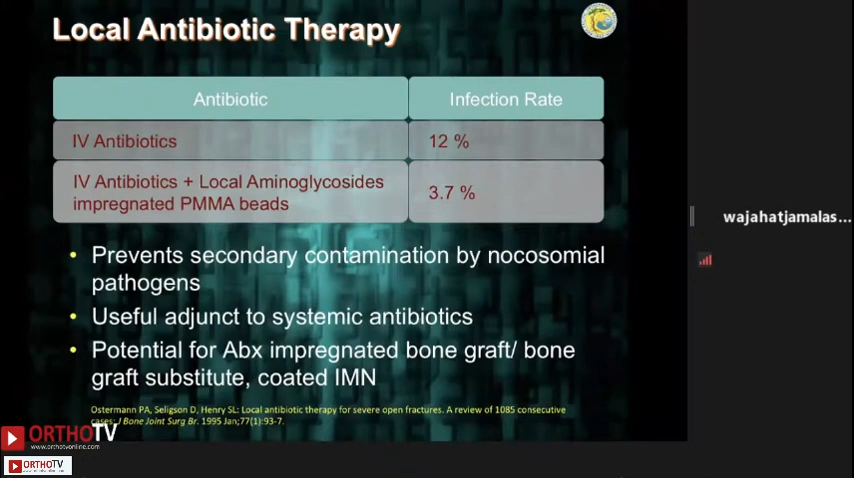 Local Antibiotic Therapy
Antibiotic
Infection Rate
IV Antibiotics
12 %
IV Antibiotics + Local Aminoglycosides
impregnated PMMA beads
3.7 %
• Prevents secondary contamination by nocosomial
pathogens
• Useful adjunct to systemic antibiotics
• Potential for Abx impregnated bone graft/ bone
graft substitute, coated IMN
Ostermann PA, Seligson D, Henry SL: Local antibiotic therapy for severe open fractures. A review of 1085 consecutive
cases; J Bone Joint Surg Br. 1995 Jan;77(1):93-7.
wajahatjamalas...
ORTHOTV
www.orthotvonline.com
ORTHOTV